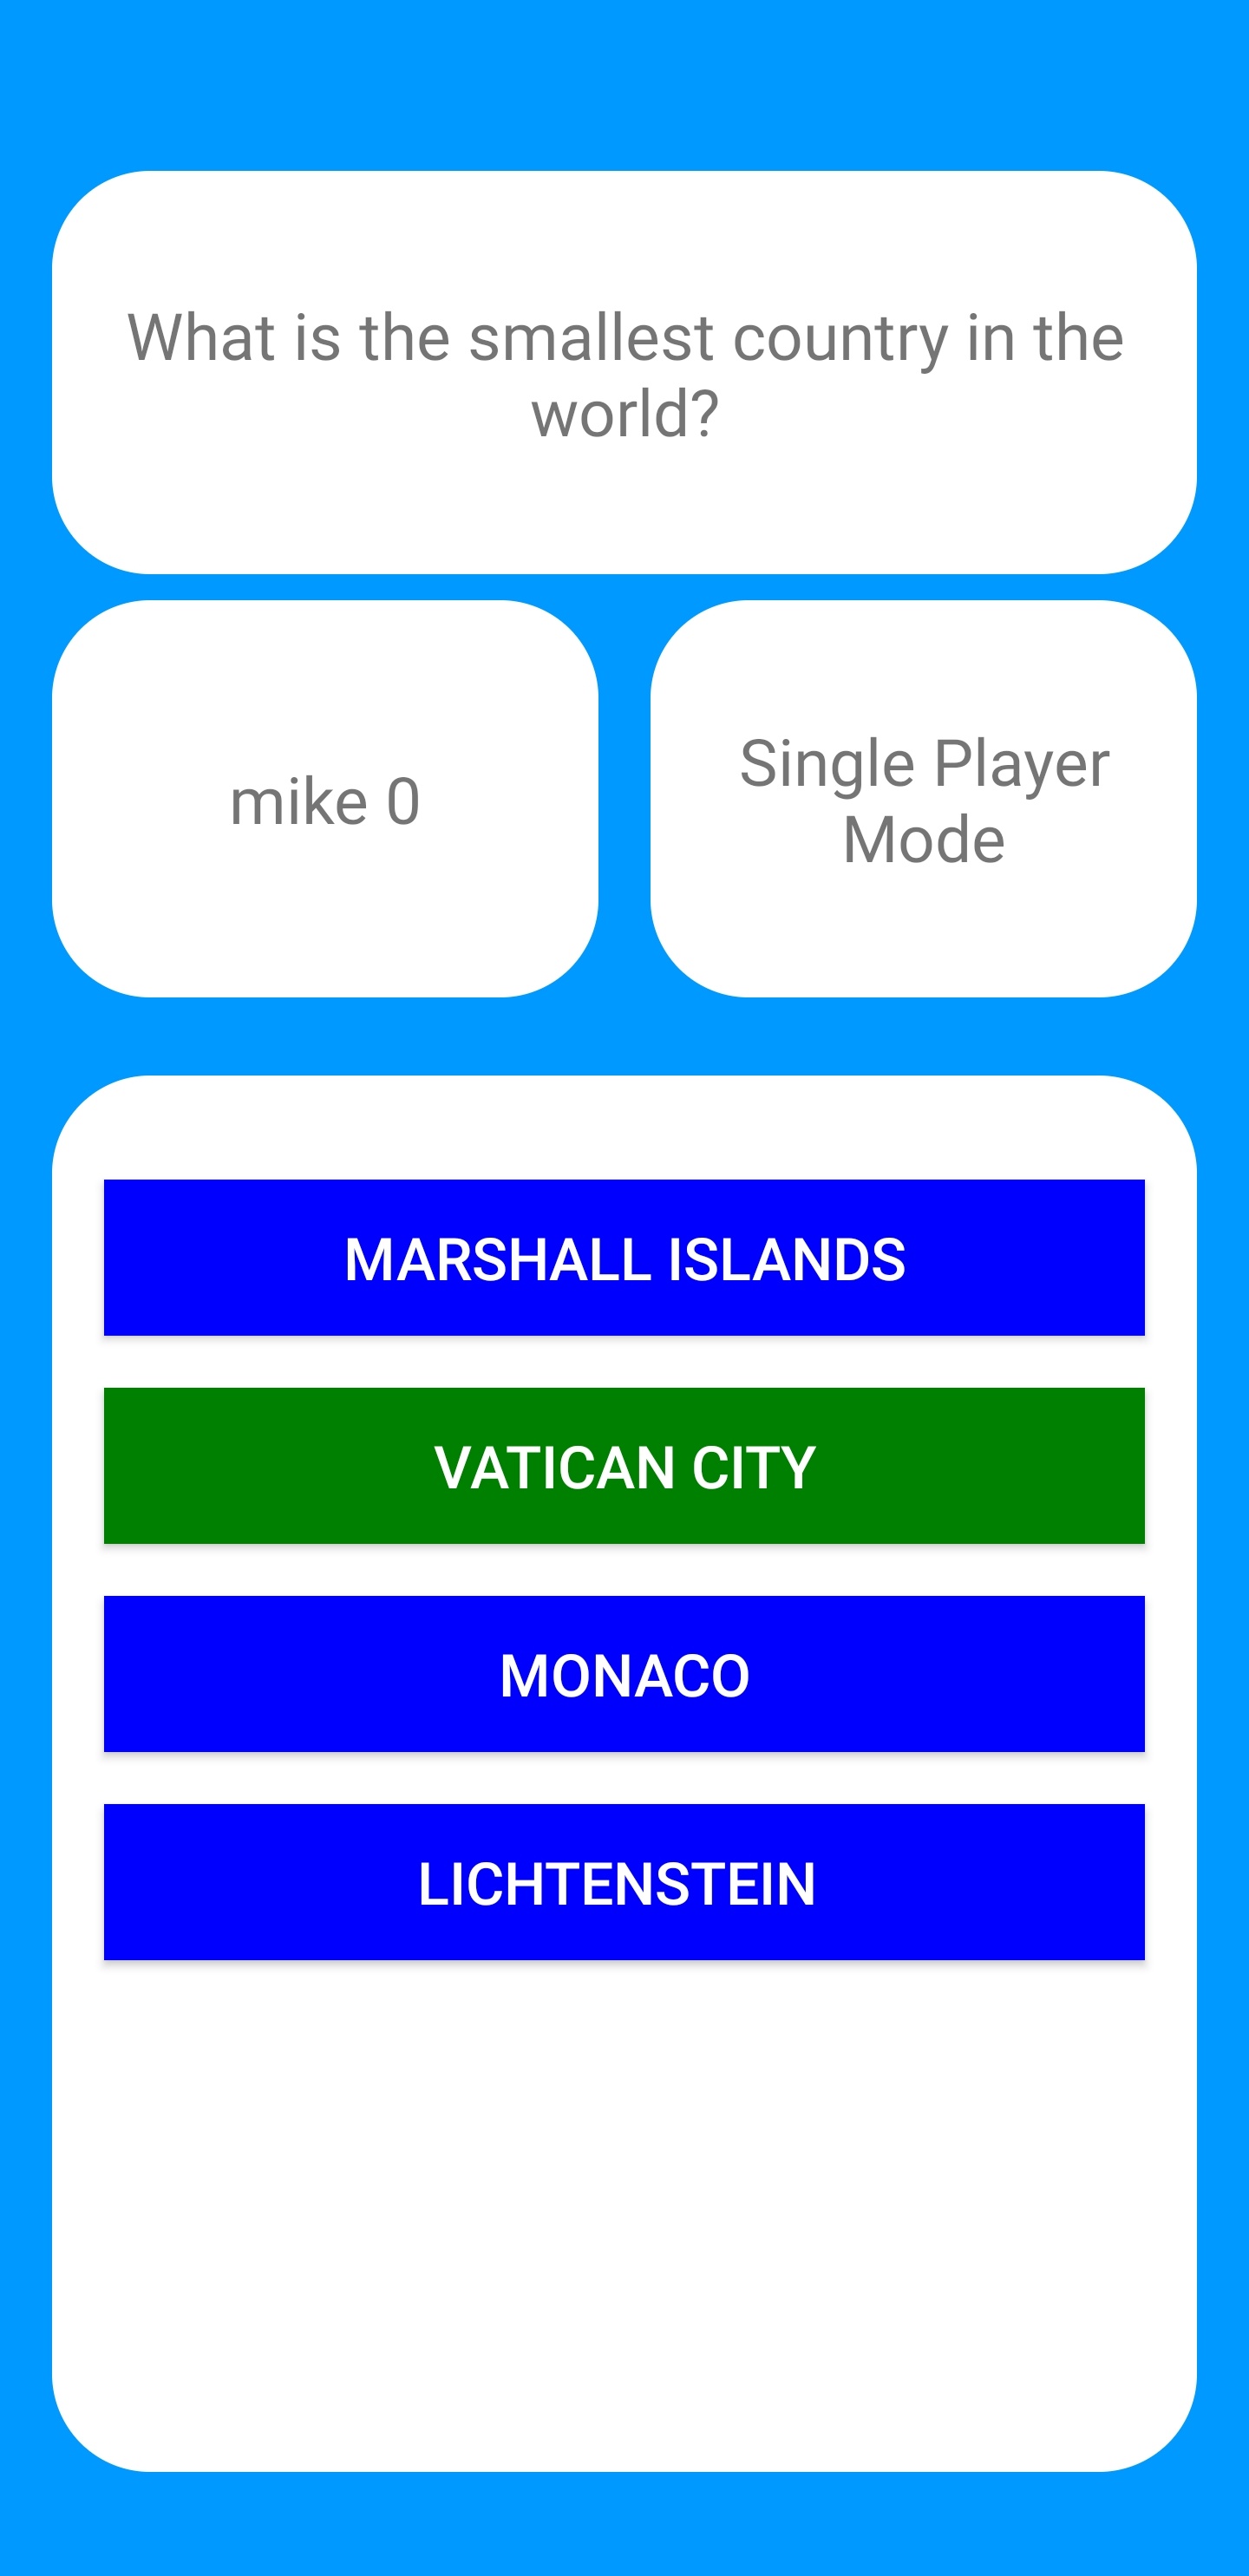 What is the smallest country in the
world?
mike 0
Single Player
Mode
MARSHALL ISLANDS
VATICAN CITY
MONACO
LICHTENSTEIN